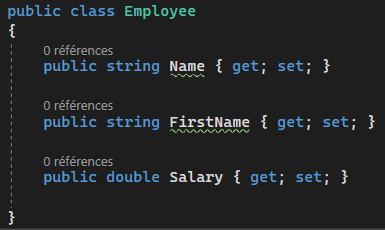 public class Employee
{
0 références
public string Name { get; set; }
0 références
public string FirstName { get; set; }
0 références
public double Salary { get; set; }
}